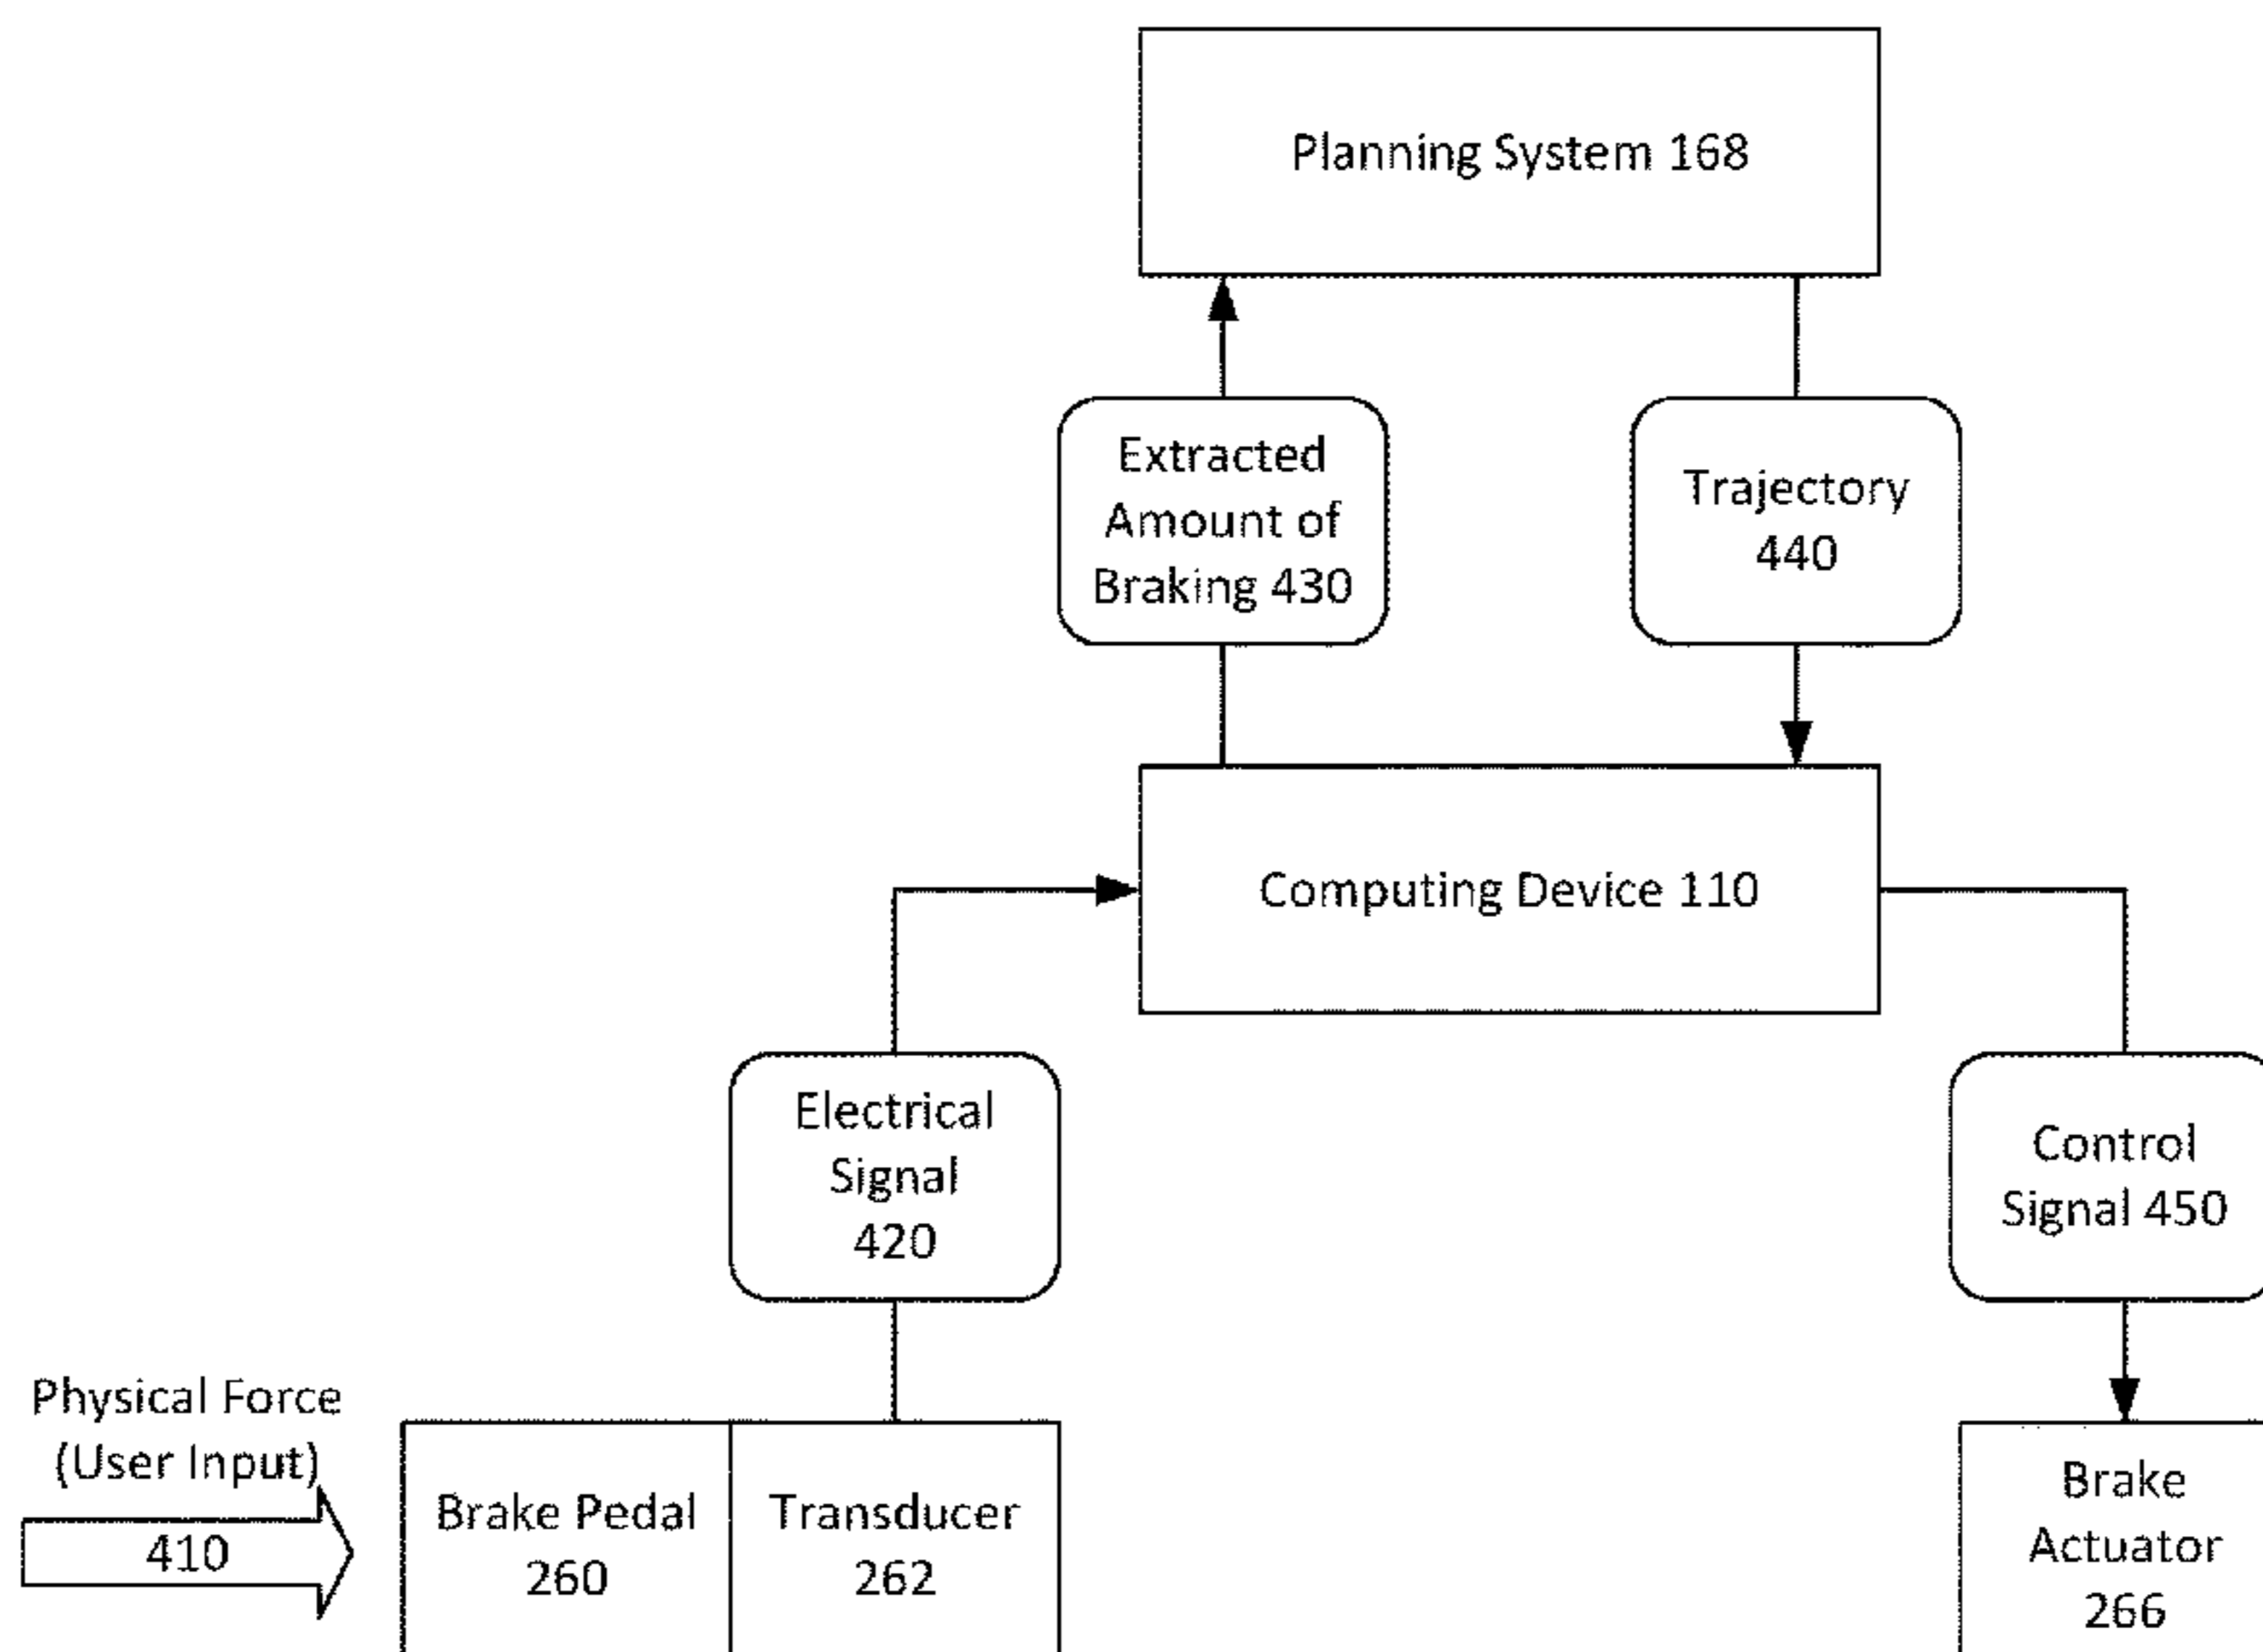 Planning System 168
Extracted
Amount of
Braking 430
Trajectory
440
Computing Device 110
Electrical
Signal
420
Control
Signal 450
Physical Force
(User Input)
410
Brake Pedal
260
Transducer
262
Brake
Actuator
266